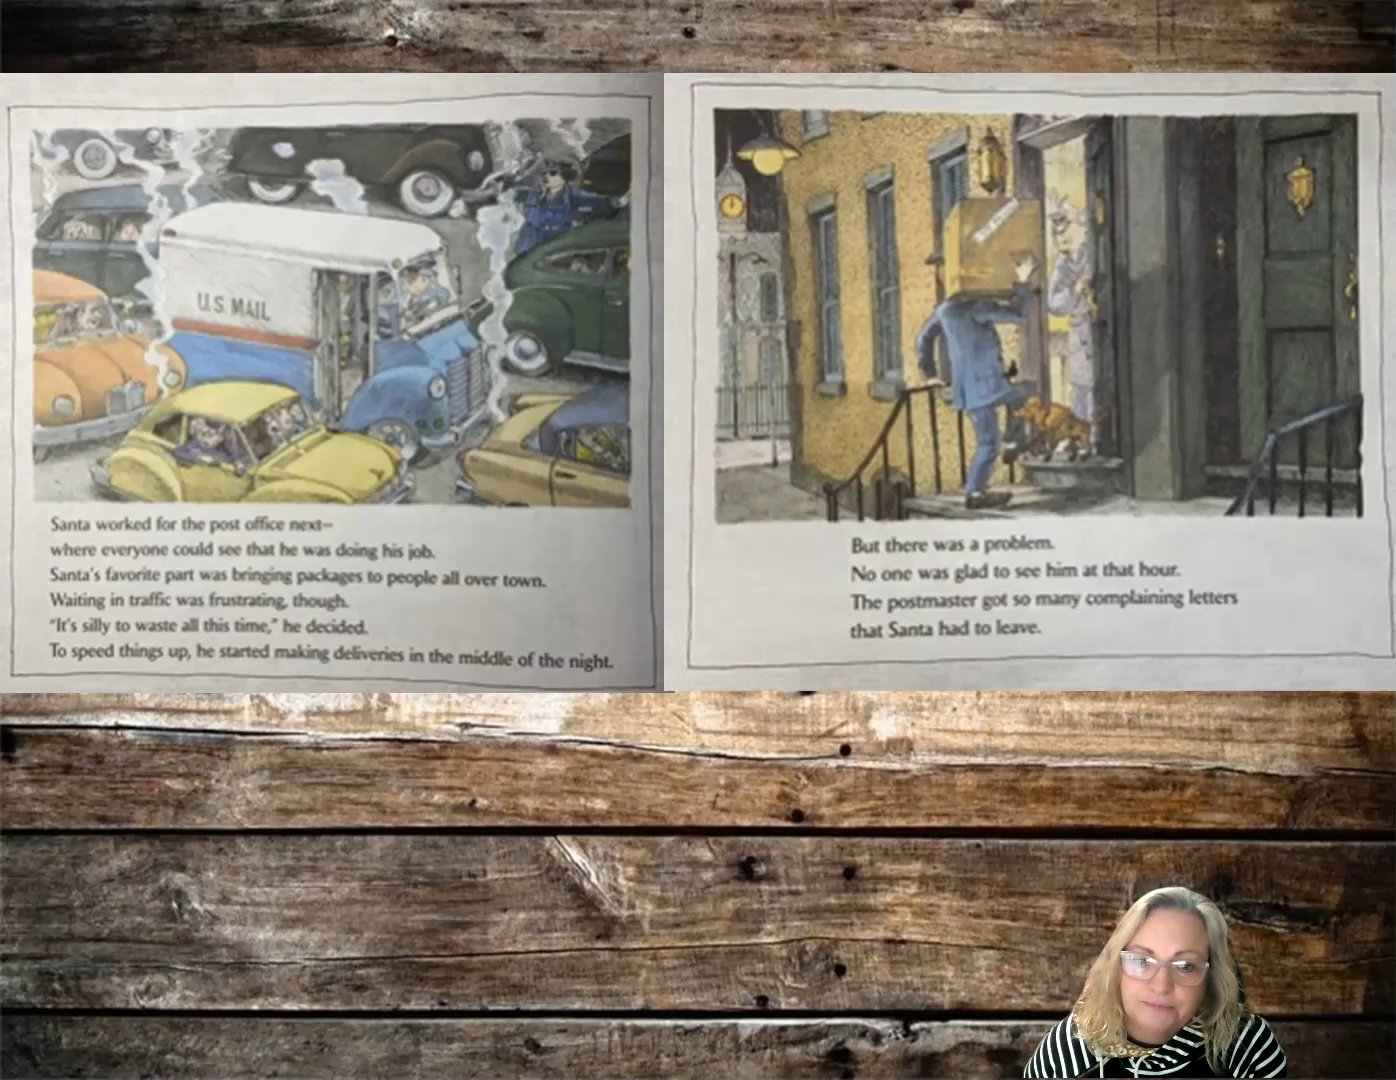 U.S. MAIL
Santa worked for the post office next—
where everyone could see that he was doing his job.
Santa's favorite part was bringing packages to people all over town.
Waiting in traffic was frustrating, though.
"It's silly to waste all this time," he decided.
To speed things up, he started making deliveries in the middle of the night.
But there was a problem.
No one was glad to see him at that hour.
The postmaster got so many complaining letters
that Santa had to leave.